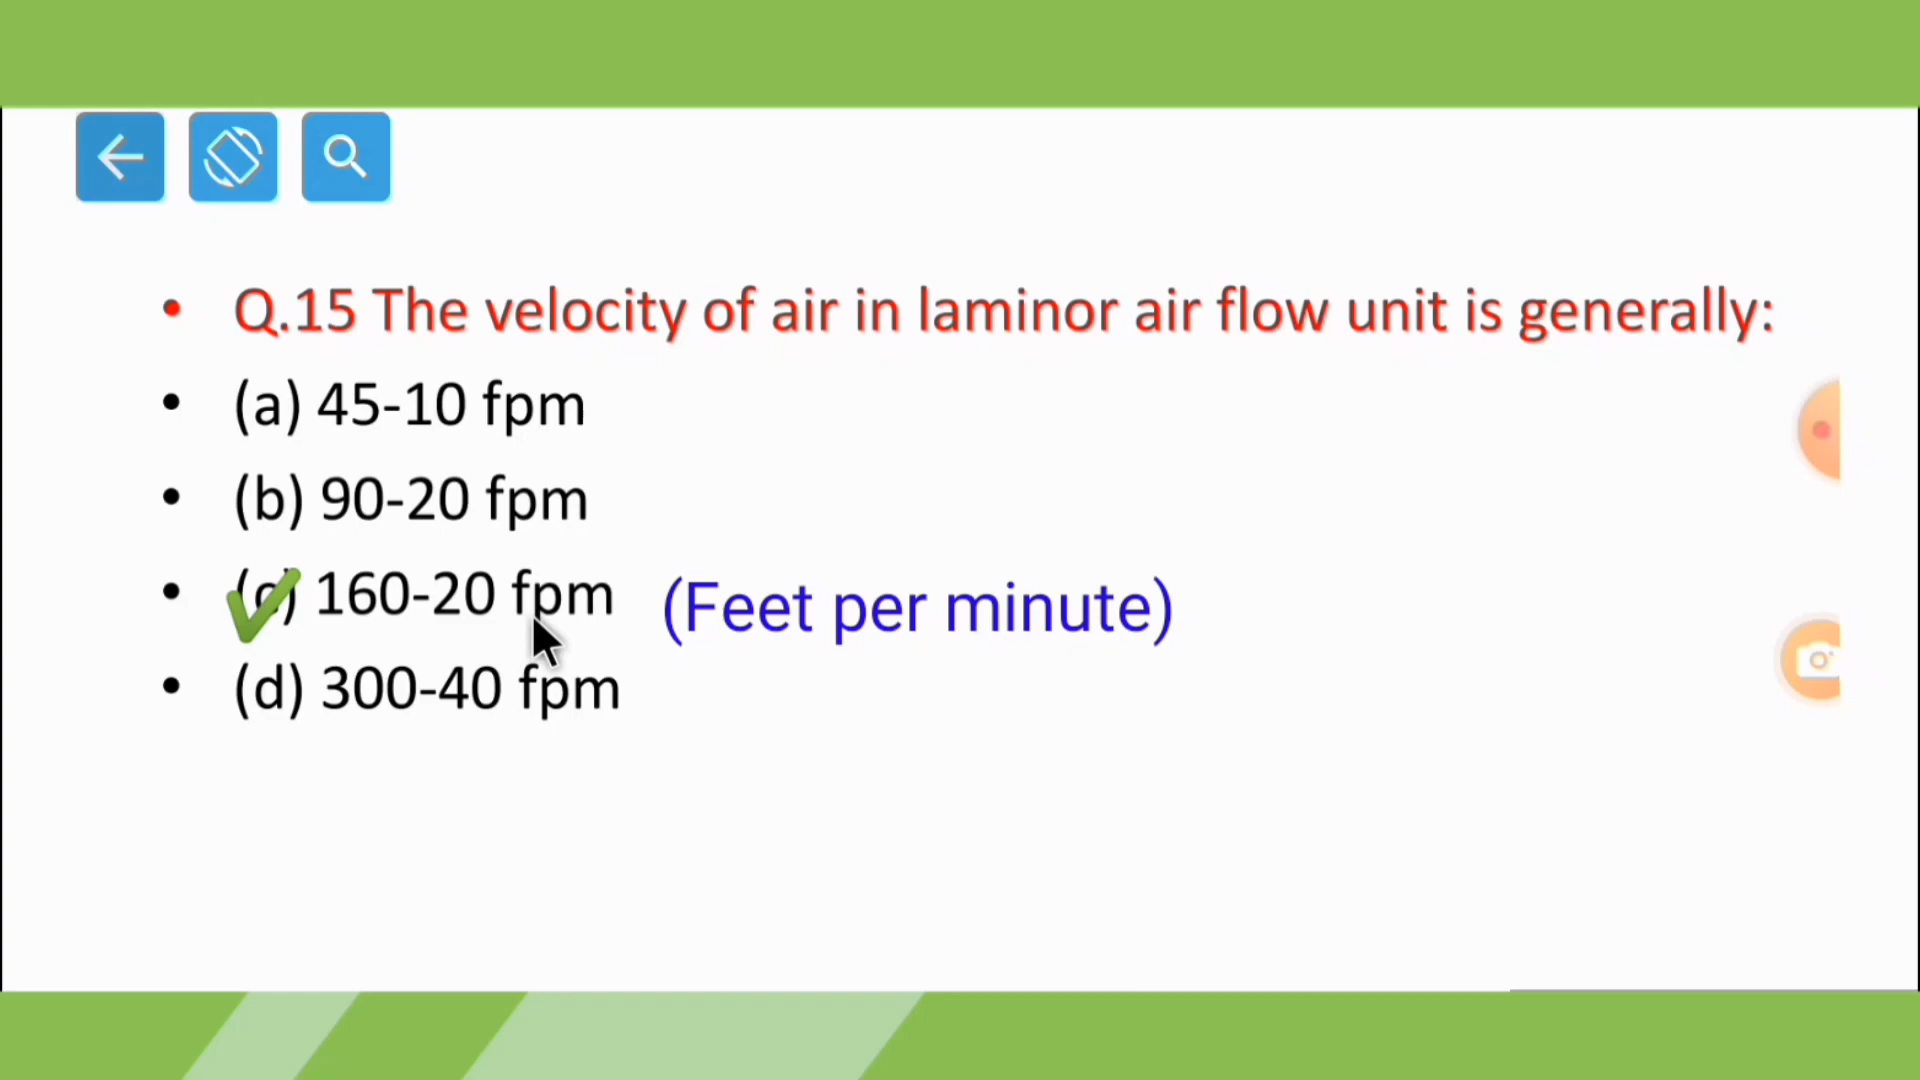 • Q.15 The velocity of air in laminor air flow unit is generally:
• (a) 45-10 fpm
• (b) 90-20 fpm
• (c) 160-20 fpm (Feet per minute)
• (d) 300-40 fpm